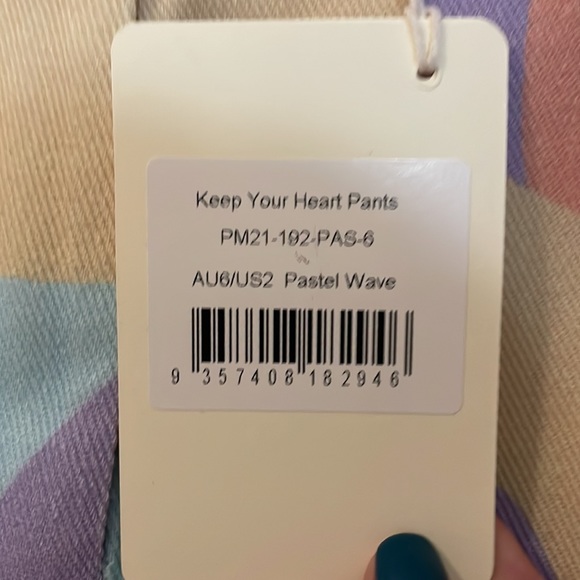 Keep Your Heart Pants
PM21-192-PAS-6
AU6/US2 Pastel Wave
9 357408 182946